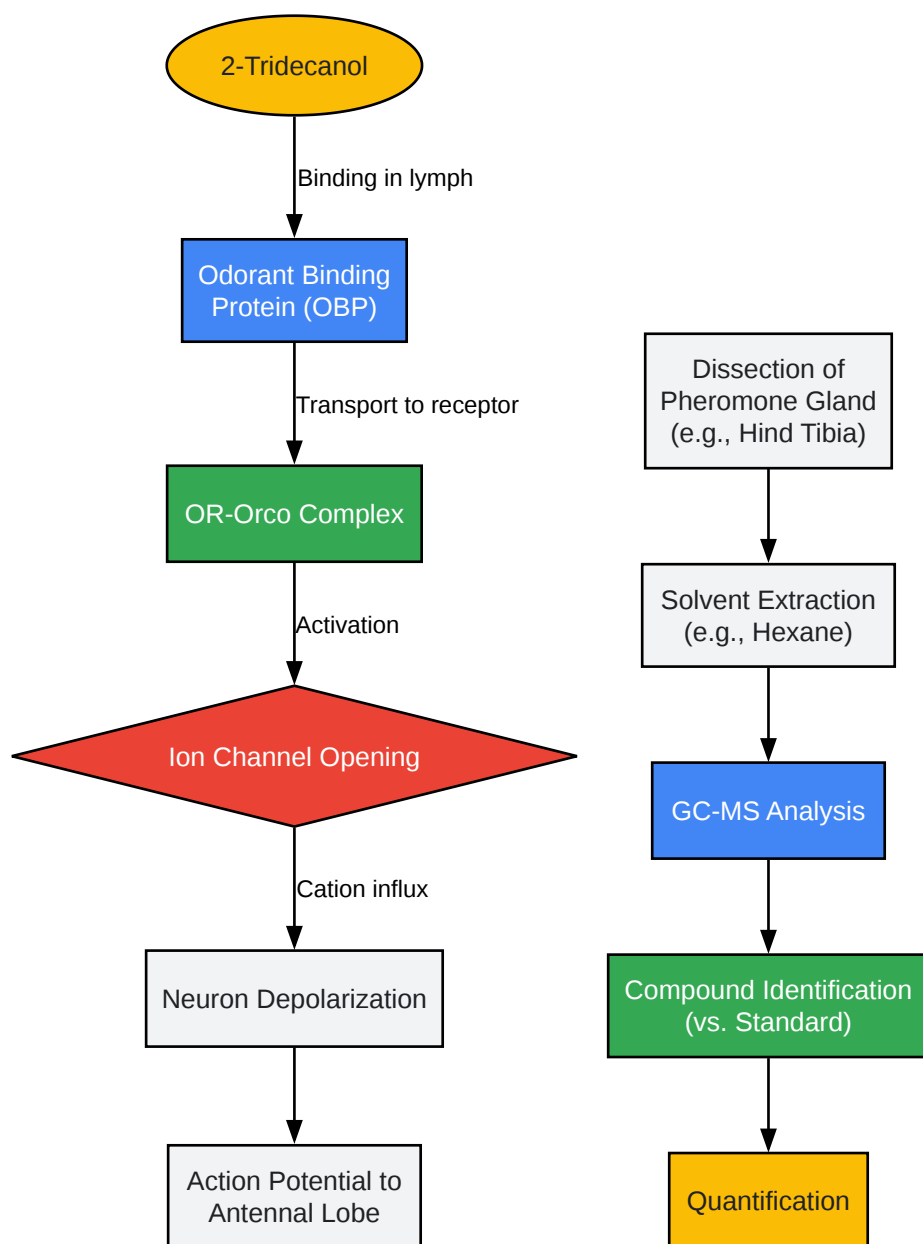 2-Tridecanol
Binding in lymph
Odorant Binding
Protein (OBP)
Transport to receptor
OR-Orco Complex
Activation
Ion Channel Opening
Cation influx
Neuron Depolarization
Action Potential to
Antennal Lobe
Dissection of
Pheromone Gland
(e.g., Hind Tibia)
Solvent Extraction
(e.g., Hexane)
GC-MS Analysis
Compound Identification
(vs. Standard)
Quantification